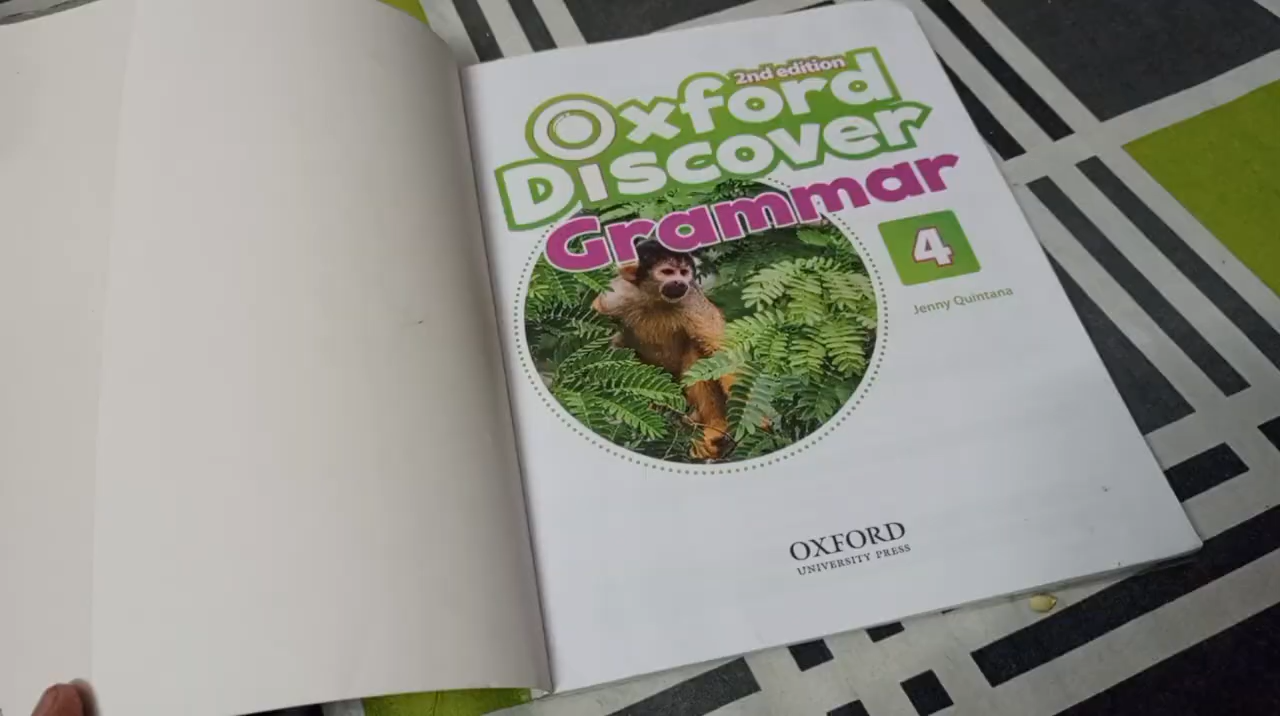 2nd edition
Oxford
Discover
Grammar
4
Jenny Quintana
OXFORD
UNIVERSITY PRESS